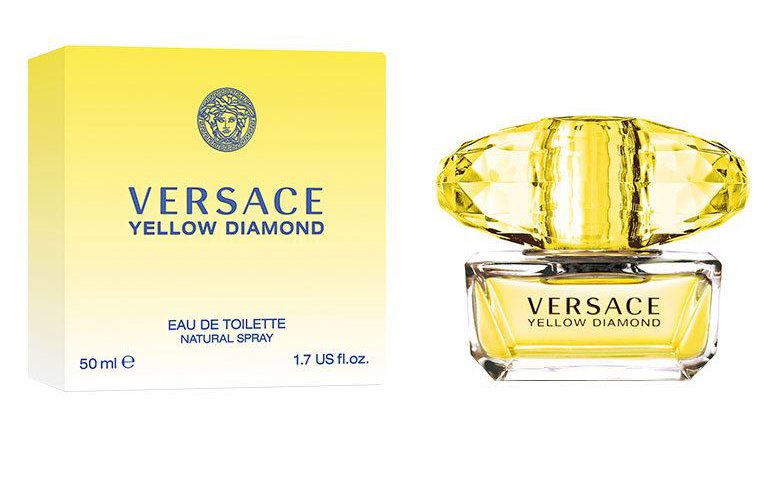 VERSACE
YELLOW DIAMOND
EAU DE TOILETTE
NATURAL SPRAY
50 ml ℮
1.7 US fl.oz.
VERSACE
YELLOW DIAMOND